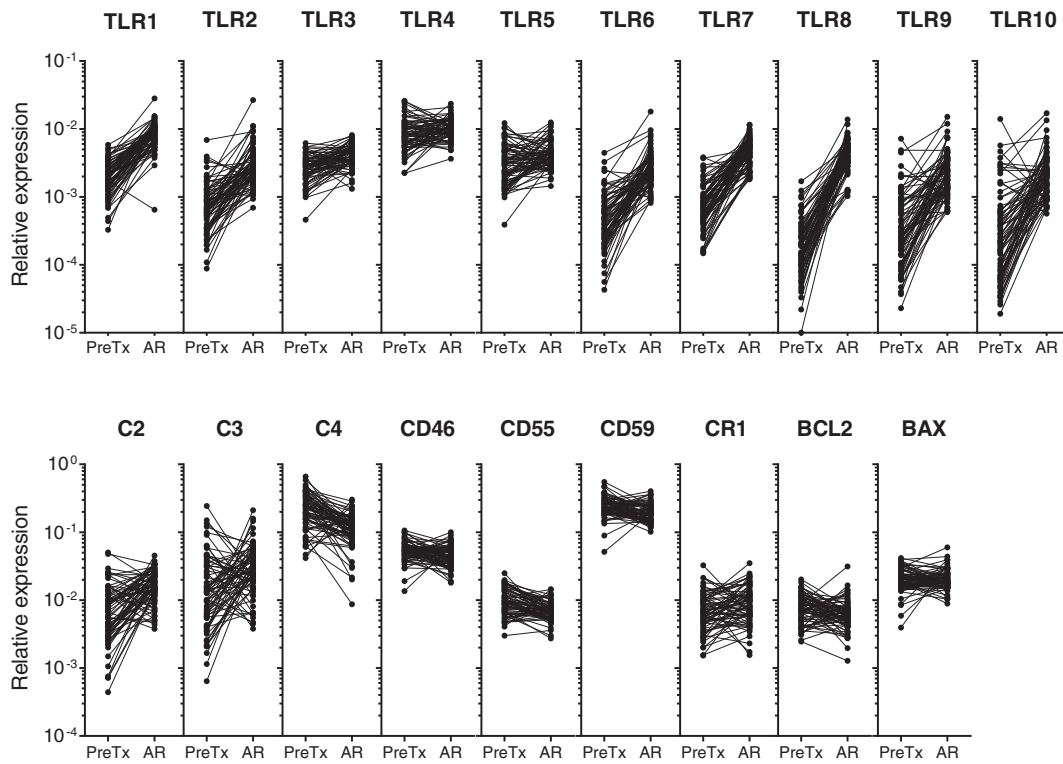 TLR1 TLR2 TLR3 TLR4 TLR5 TLR6 TLR7 TLR8 TLR9 TLR10
Relative expression
10⁻¹
10⁻²
10⁻³
10⁻⁴
10⁻⁵
PreTx AR PreTx AR PreTx AR PreTx AR PreTx AR PreTx AR PreTx AR PreTx AR PreTx AR PreTx AR
C2 C3 C4 CD46 CD55 CD59 CR1 BCL2 BAX
Relative expression
10⁰
10⁻¹
10⁻²
10⁻³
10⁻⁴
PreTx AR PreTx AR PreTx AR PreTx AR PreTx AR PreTx AR PreTx AR PreTx AR PreTx AR